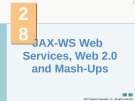 2
8
JAX-WS Web
Services, Web 2.0
and Mash-Ups